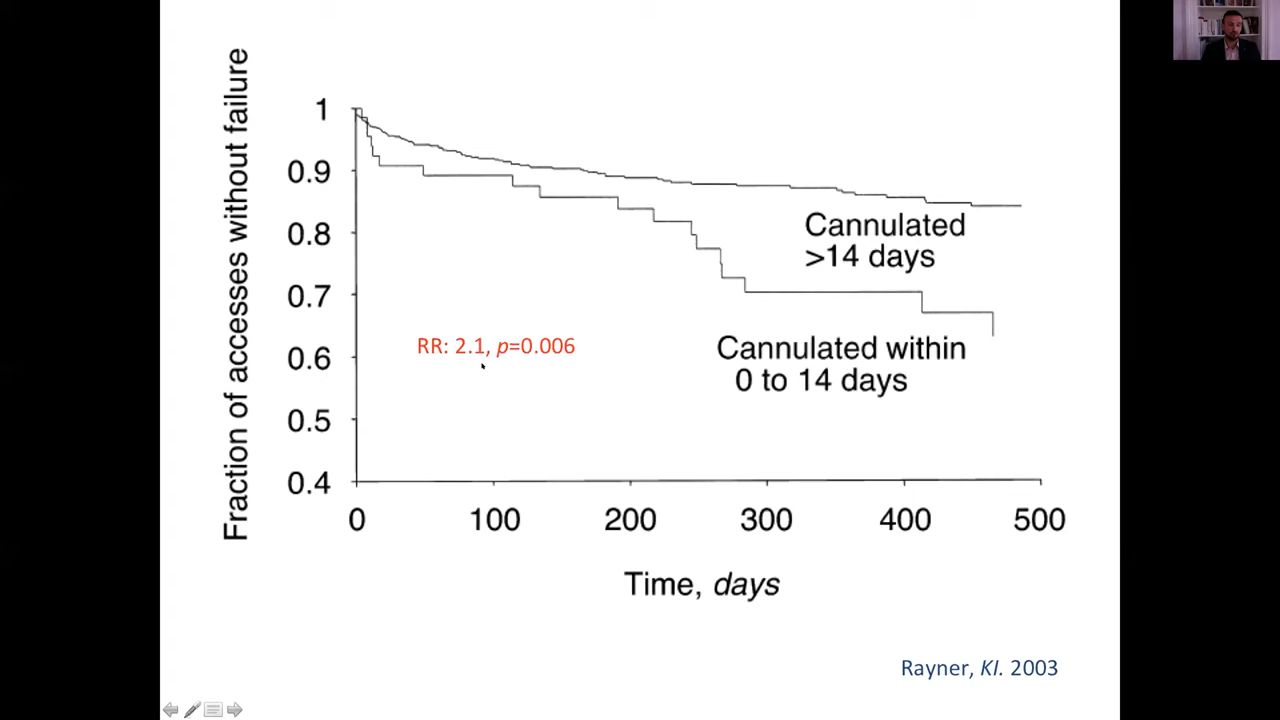 Fraction of accesses without failure
1
0.9
0.8
0.7
0.6
0.5
0.4
Cannulated
>14 days
RR: 2.1, p=0.006
Cannulated within
0 to 14 days
0 100 200 300 400 500
Time, days
Rayner, KI. 2003